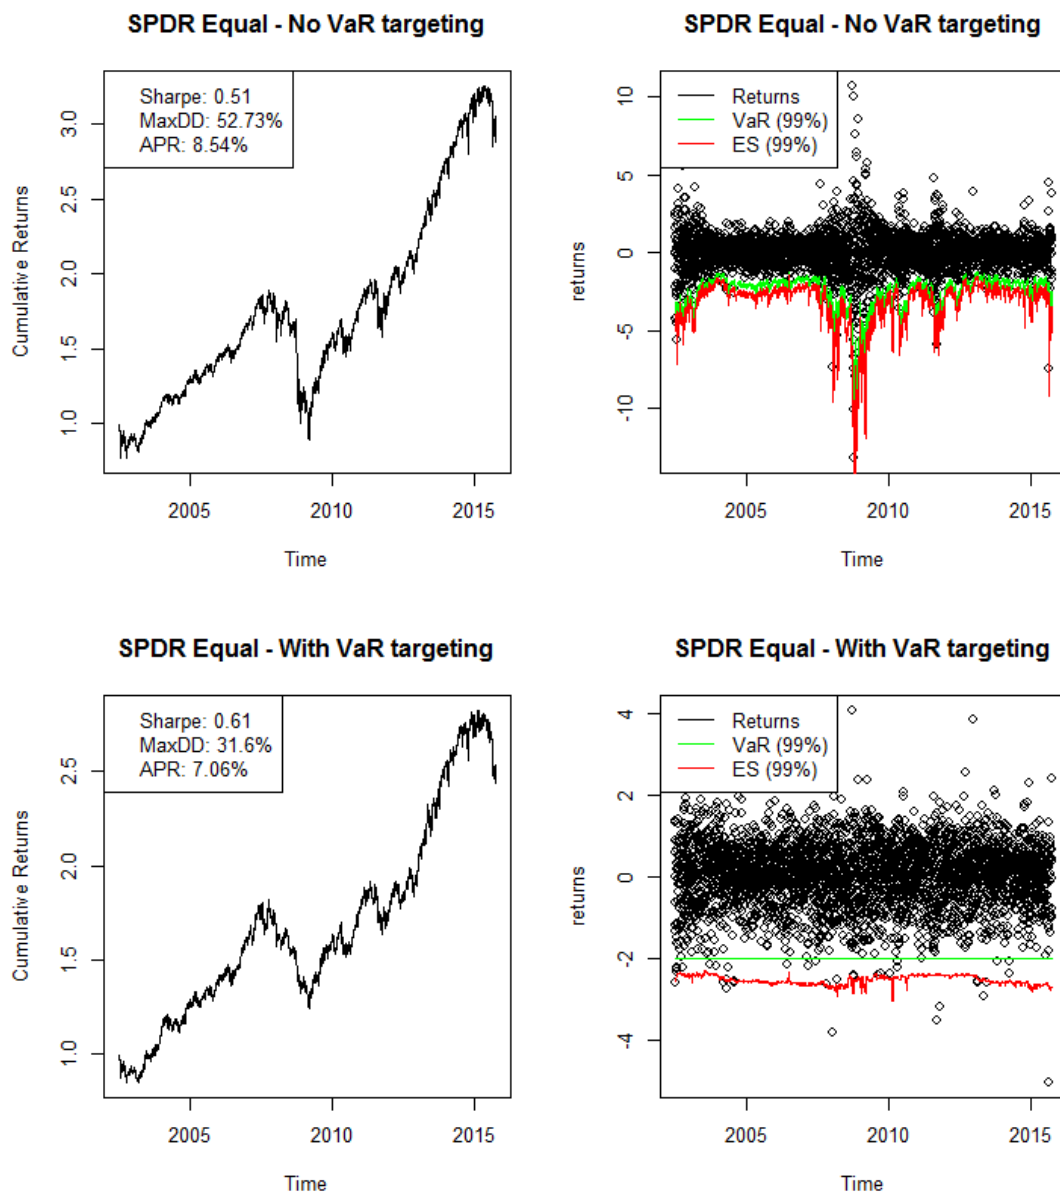 SPDR Equal - No VaR targeting
Sharpe: 0.51
MaxDD: 52.73%
APR: 8.54%
Cumulative Returns
3.0
2.5
2.0
1.5
1.0
2005
2010
2015
Time
SPDR Equal - No VaR targeting
Returns
VaR (99%)
ES (99%)
returns
10
5
0
-5
-10
2005
2010
2015
Time
SPDR Equal - With VaR targeting
Sharpe: 0.61
MaxDD: 31.6%
APR: 7.06%
Cumulative Returns
2.5
2.0
1.5
1.0
2005
2010
2015
Time
SPDR Equal - With VaR targeting
Returns
VaR (99%)
ES (99%)
returns
4
2
0
-2
-4
2005
2010
2015
Time